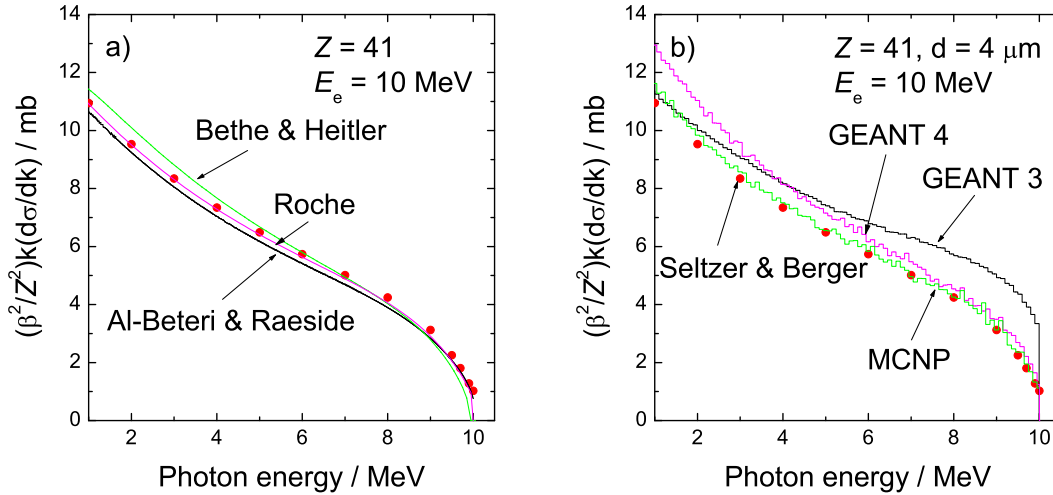 a)
Z = 41
E_e = 10 MeV
Bethe & Heitler
Roche
Al-Beteri & Raeside
(β²/Z²)k(dσ/dk) / mb
14
12
10
8
6
4
2
0
2
4
6
8
10
Photon energy / MeV
b)
Z = 41, d = 4 μm
E_e = 10 MeV
GEANT 4
GEANT 3
Seltzer & Berger
MCNP
(β²/Z²)k(dσ/dk) / mb
14
12
10
8
6
4
2
0
2
4
6
8
10
Photon energy / MeV